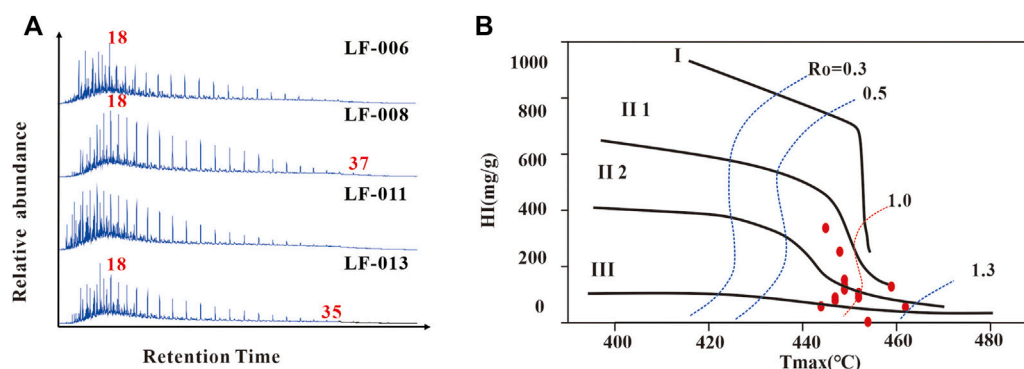 A
18
LF-006
18
LF-008
37
LF-011
18
LF-013
35
Relative abundance
Retention Time
B
1000
800
600
400
200
0
HI(mg/g)
I
II 1
II 2
III
Ro=0.3
0.5
1.0
1.3
400
420
440
460
480
Tmax(℃)